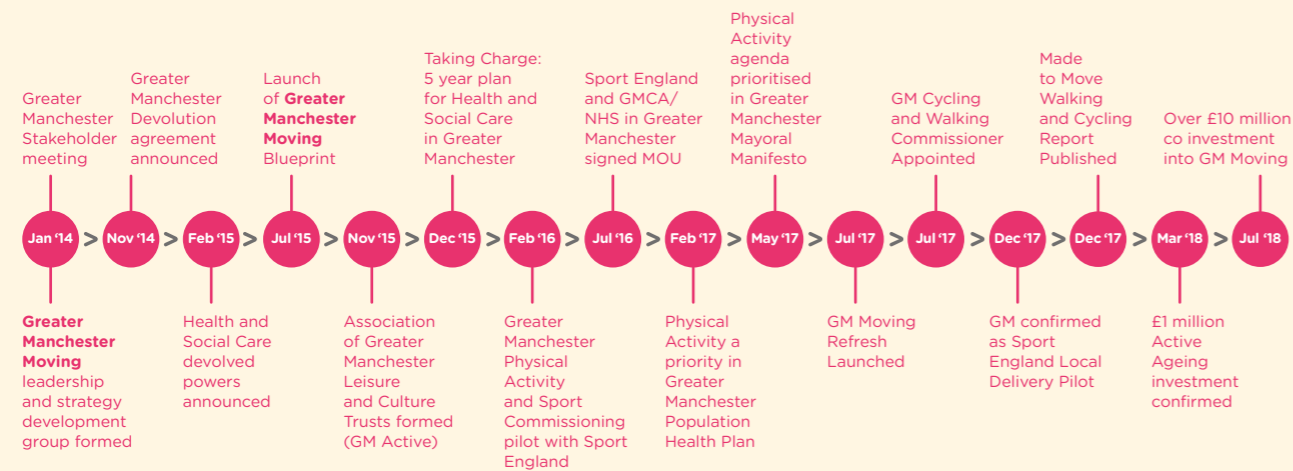 Greater
Manchester
Stakeholder
meeting
Greater
Manchester
Devolution
agreement
announced
Launch
of Greater
Manchester
Moving
Blueprint
Taking Charge:
5 year plan
for Health and
Social Care
in Greater
Manchester
Sport England
and GMCA/
NHS in Greater
Manchester
signed MOU
Physical
Activity
agenda
prioritised
in Greater
Manchester
Mayoral
Manifesto
GM Cycling
and Walking
Commissioner
Appointed
Made
to Move
Walking
and Cycling
Report
Published
Over £10 million
co investment
into GM Moving
Jan ‘14 > Nov ‘14 > Feb ‘15 > Jul ‘15 > Nov ‘15 > Dec ‘15 > Feb ‘16 > Jul ‘16 > Feb ‘17 > May ‘17 > Jul ‘17 > Jul ‘17 > Dec ‘17 > Dec ‘17 > Mar ‘18 > Jul ‘18
Greater
Manchester
Moving
leadership
and strategy
development
group formed
Health and
Social Care
devolved
powers
announced
Association
of Greater
Manchester
Leisure
and Culture
Trusts formed
(GM Active)
Greater
Manchester
Physical
Activity
and Sport
Commissioning
pilot with Sport
England
Physical
Activity a
priority in
Greater
Manchester
Population
Health Plan
GM Moving
Refresh
Launched
GM confirmed
as Sport
England Local
Delivery Pilot
£1 million
Active
Ageing
investment
confirmed